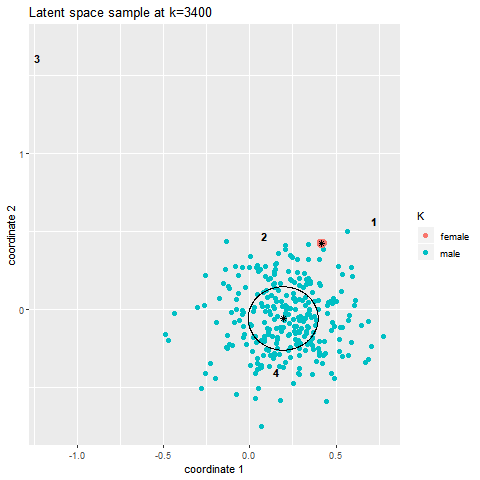 Latent space sample at k=3400
3
1
2
4
1
0
-1.0
-0.5
0.0
0.5
coordinate 1
coordinate 2
K
female
male